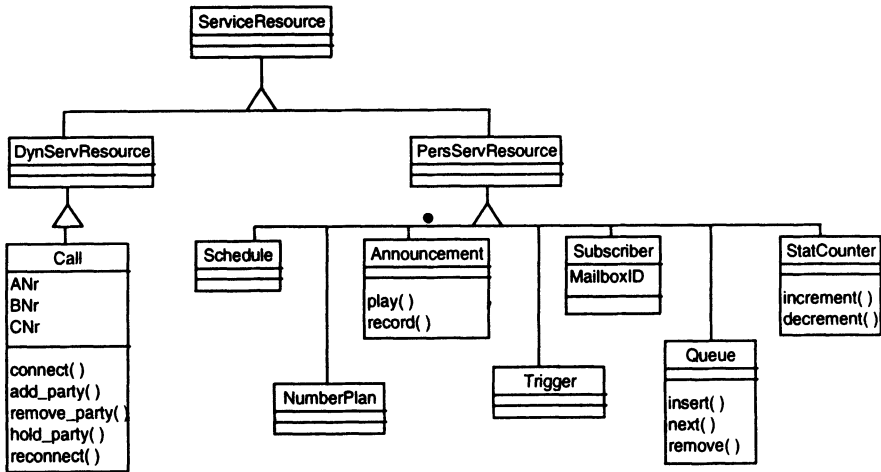 ServiceResource
DynServResource
PersServResource
Call
ANr
BNr
CNr
connect( )
add_party( )
remove_party( )
hold_party( )
reconnect( )
Schedule
NumberPlan
Announcement
play( )
record( )
Trigger
Subscriber
MailboxID
Queue
insert( )
next( )
remove( )
StatCounter
increment( )
decrement( )